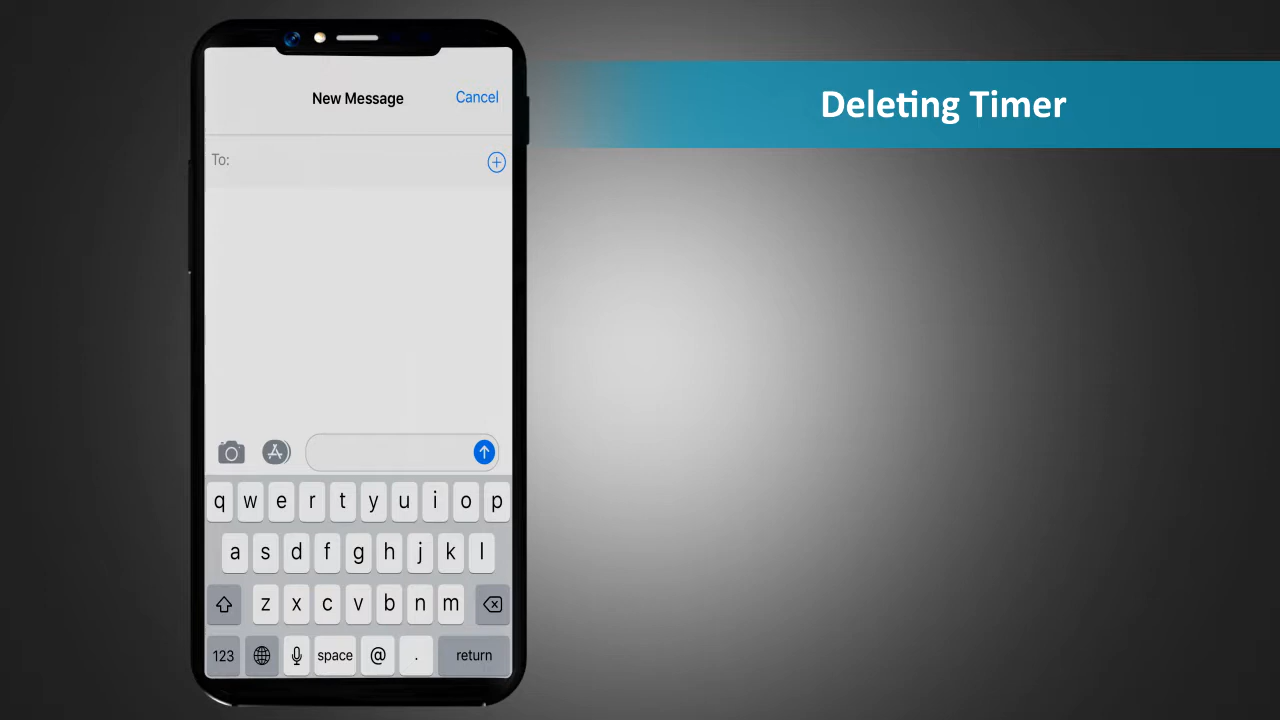 New Message
Cancel
Deleting Timer
To:
q w e r t y u i o p
a s d f g h j k l
z x c v b n m
123 space @ . return